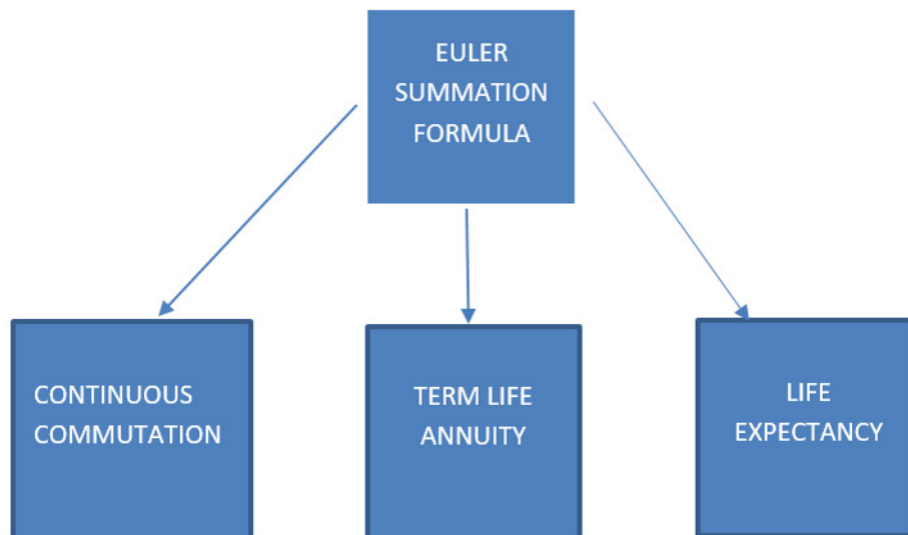 EULER
SUMMATION
FORMULA
CONTINUOUS
COMMUTATION
TERM LIFE
ANNUITY
LIFE
EXPECTANCY